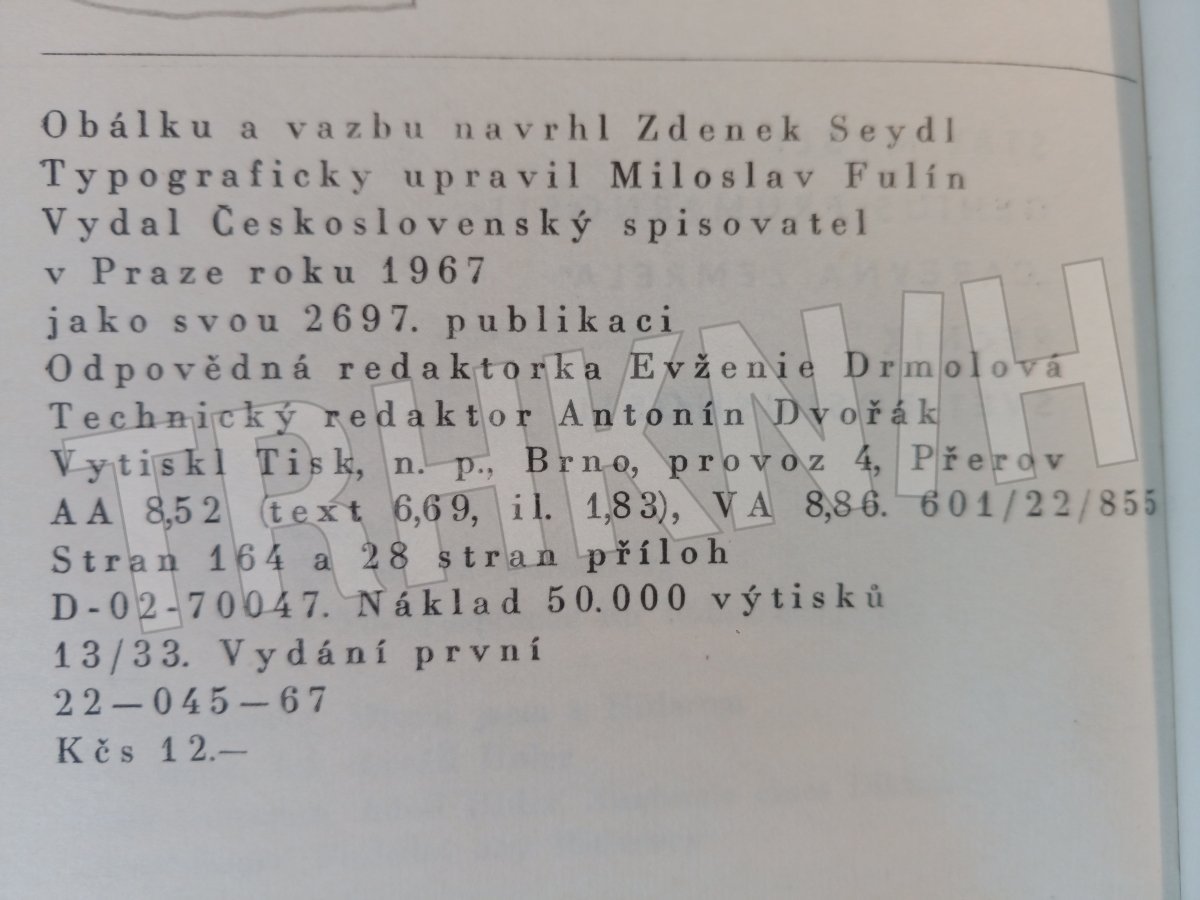 Obálku a vazbu navrhl Zdenek Seydl
Typograficky upravil Miloslav Fulín
Vydal Československý spisovatel
v Praze roku 1967
jako svou 2697. publikaci
Odpovědná redaktorka Evženie Drmolová
Technický redaktor Antonín Dvořák
Vytiskl Tisk, n. p., Brno, provoz 4, Přerov
AA 8,52 (text 6,69, il. 1,83), VA 8,86. 601/22/855
Stran 164 a 28 stran příloh
D-02-70047. Náklad 50.000 výtisků
13/33. Vydání první
22—045—67
Kčs 12.—
TRHKNIH